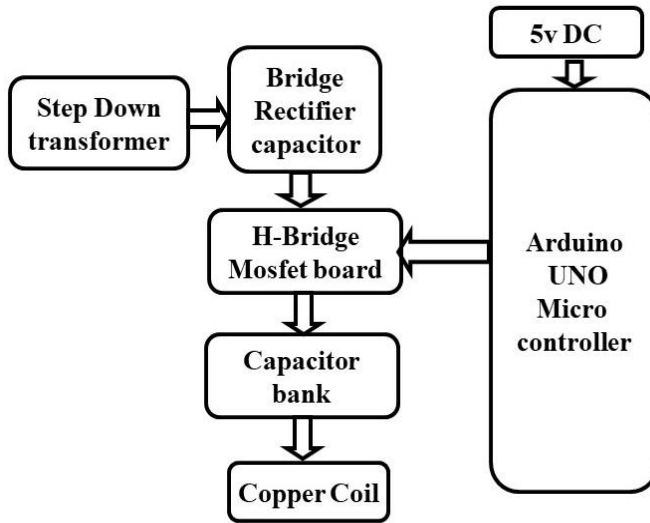 5v DC
Bridge
Rectifier
capacitor
Step Down
transformer
H-Bridge
Mosfet board
Arduino
UNO
Micro
controller
Capacitor
bank
Copper Coil